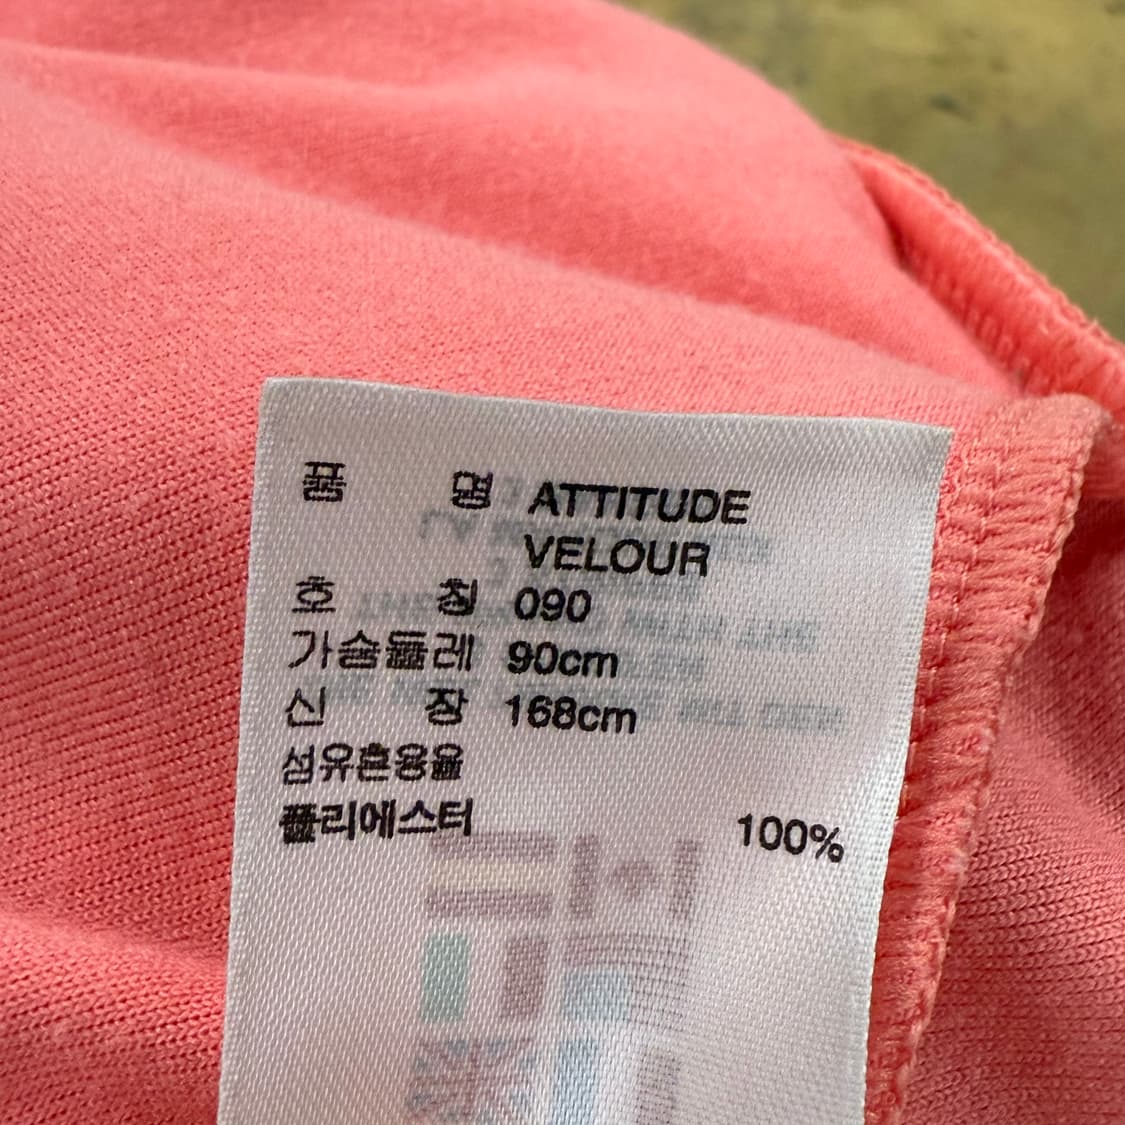 품 명 ATTITUDE
VELOUR
호 칭 090
가슴둘레 90cm
신 장 168cm
섬유혼용율
폴리에스터 100%